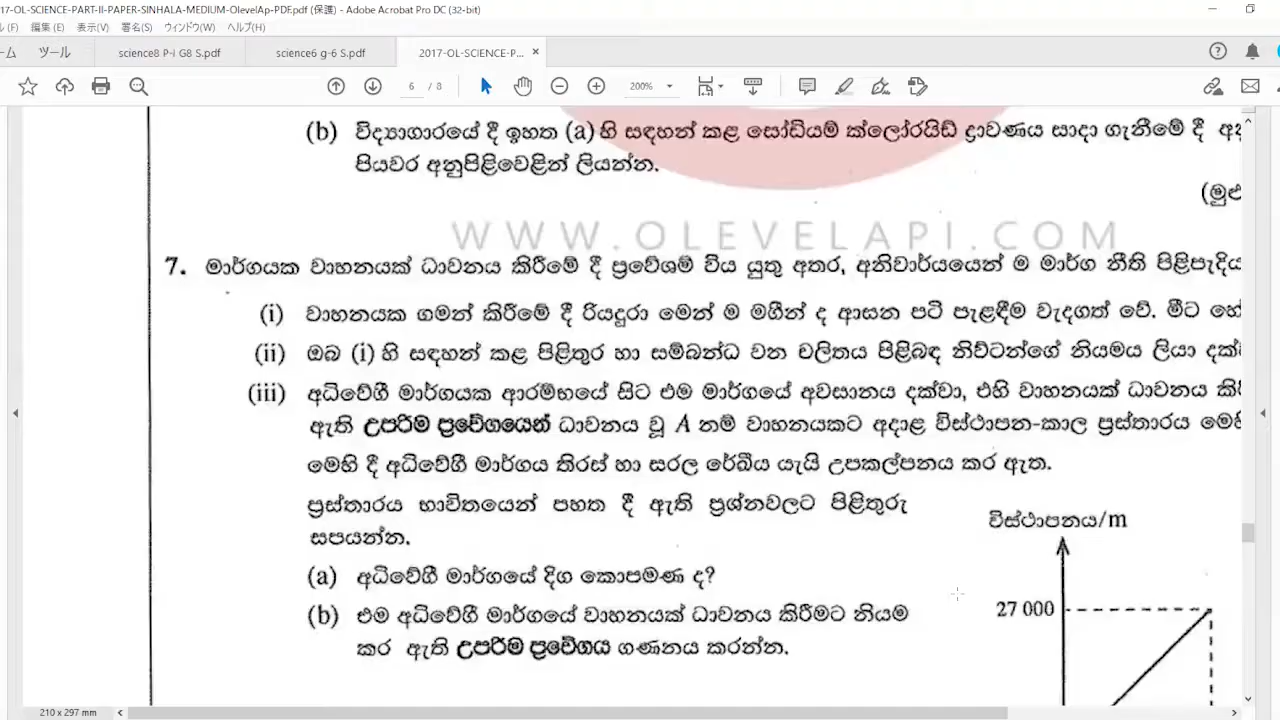 17-OL-SCIENCE-PART-II-PAPER-SINHALA-MEDIUM-OlevelAp-PDF.pdf (保護) - Adobe Acrobat Pro DC (32-bit)
(F) 編集(E) 表示(V) 署名(S) ウィンドウ(W) ヘルプ(H)
ーム ツール science8 P-i G8 S.pdf science6 g-6 S.pdf 2017-OL-SCIENCE-P... ×
6 / 8 200%
(b) විද්‍යාගාරයේ දී ඉහත (a) හි සඳහන් කළ සෝඩියම් ක්ලෝරයිඩ් ද්‍රාවණය සාදා ගැනීමේ දී
පියවර අනුපිළිවෙළින් ලියන්න.
WWW.OLEVELAPI.COM
7. මාර්ගයක වාහනයක් ධාවනය කිරීමේ දී ප්‍රවේශම් විය යුතු අතර, අනිවාර්යයෙන් ම මාර්ග නීති පිළිපැදිය
(i) වාහනයක ගමන් කිරීමේ දී රියදුරා මෙන් ම මගීන් ද ආසන පටි පැළඳීම වැදගත් වේ. මීට
(ii) ඔබ (i) හි සඳහන් කළ පිළිතුර හා සම්බන්ධ වන චලිතය පිළිබඳ නිව්ටන්ගේ නියමය ලියා
(iii) අධිවේගී මාර්ගයක ආරම්භයේ සිට එම මාර්ගයේ අවසානය දක්වා, එහි වාහනයක් ධාවනය
ඇති උපරිම ප්‍රවේගයෙන් ධාවනය වූ A නම් වාහනයකට අදාළ විස්ථාපන-කාල ප්‍රස්තාරය
මෙහි දී අධිවේගී මාර්ගය තිරස් හා සරල රේඛීය යැයි උපකල්පනය කර ඇත.
ප්‍රස්තාරය භාවිතයෙන් පහත දී ඇති ප්‍රශ්නවලට පිළිතුරු
සපයන්න.
විස්ථාපනය/m
(a) අධිවේගී මාර්ගයේ දිග කොපමණ ද?
(b) එම අධිවේගී මාර්ගයේ වාහනයක් ධාවනය කිරීමට නියම
27 000
කර ඇති උපරිම ප්‍රවේගය ගණනය කරන්න.
210 x 297 mm